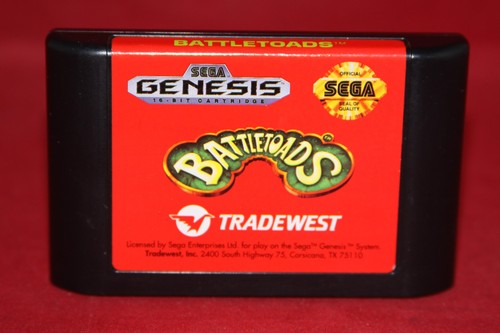 BATTLETOADS™
SEGA
GENESIS
16-BIT CARTRIDGE
OFFICIAL
SEGA
SEAL OF
QUALITY
BATTLETOADS
TRADEWEST
Licensed by Sega Enterprises Ltd. for play on the Sega™ Genesis™ System.
Tradewest, Inc. 2400 South Highway 75, Corsicana, TX 75110